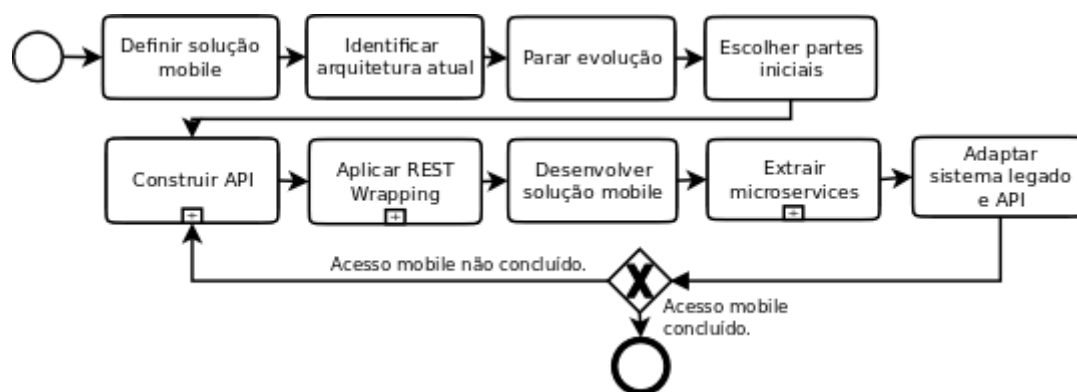 Definir solução
mobile
Identificar
arquitetura atual
Parar evolução
Escolher partes
iniciais
Construir API
Aplicar REST
Wrapping
Desenvolver
solução mobile
Extrair
microservices
Adaptar
sistema legado
e API
Acesso mobile não concluído.
Acesso mobile
concluído.